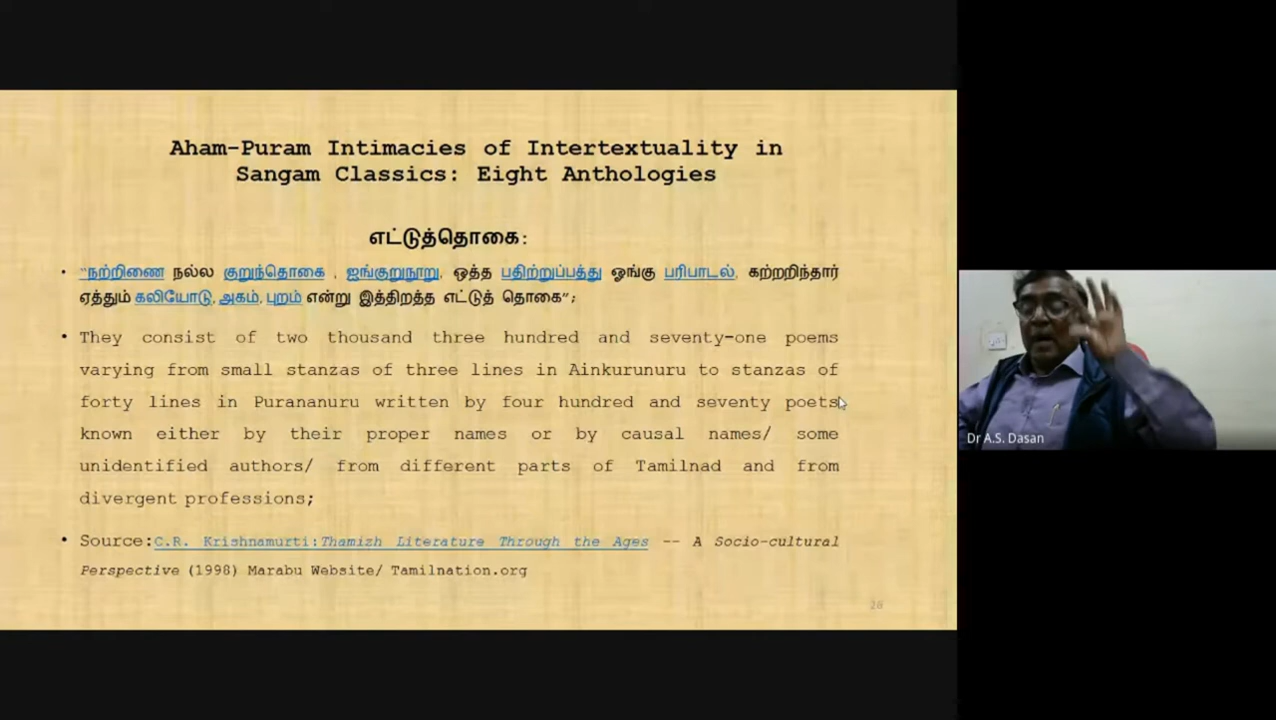 Aham-Puram Intimacies of Intertextuality in
Sangam Classics: Eight Anthologies
எட்டுத்தொகை:
• “நற்றிணை நல்ல குறுந்தொகை , ஐங்குறுநூறு, ஒத்த பதிற்றுப்பத்து ஓங்கு பரிபாடல், கற்றறிந்தார்
ஏத்தும் கலியோடு, அகம், புறம் என்று இத்திறத்த எட்டுத் தொகை”;
• They consist of two thousand three hundred and seventy-one poems
varying from small stanzas of three lines in Ainkurunuru to stanzas of
forty lines in Purananuru written by four hundred and seventy poets
known either by their proper names or by causal names/ some
unidentified authors/ from different parts of Tamilnad and from
divergent professions;
• Source:C.R. Krishnamurti:Thamizh Literature Through the Ages -- A Socio-cultural
Perspective (1998) Marabu Website/ Tamilnation.org
28
Dr A.S. Dasan